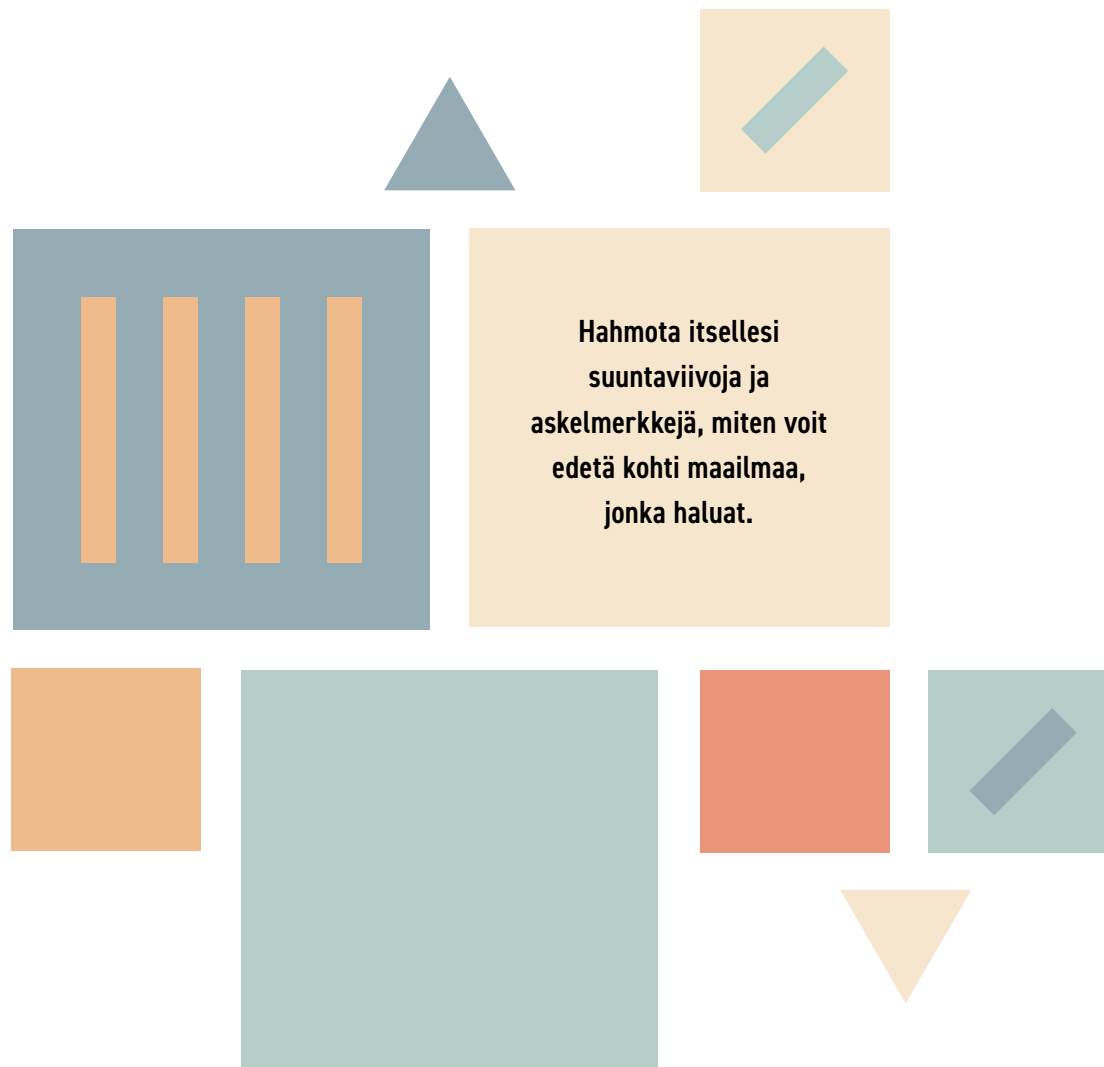 Hahmota itsellesi
suuntaviivoja ja
askelmerkkejä, miten voit
edetä kohti maailmaa,
jonka haluat.